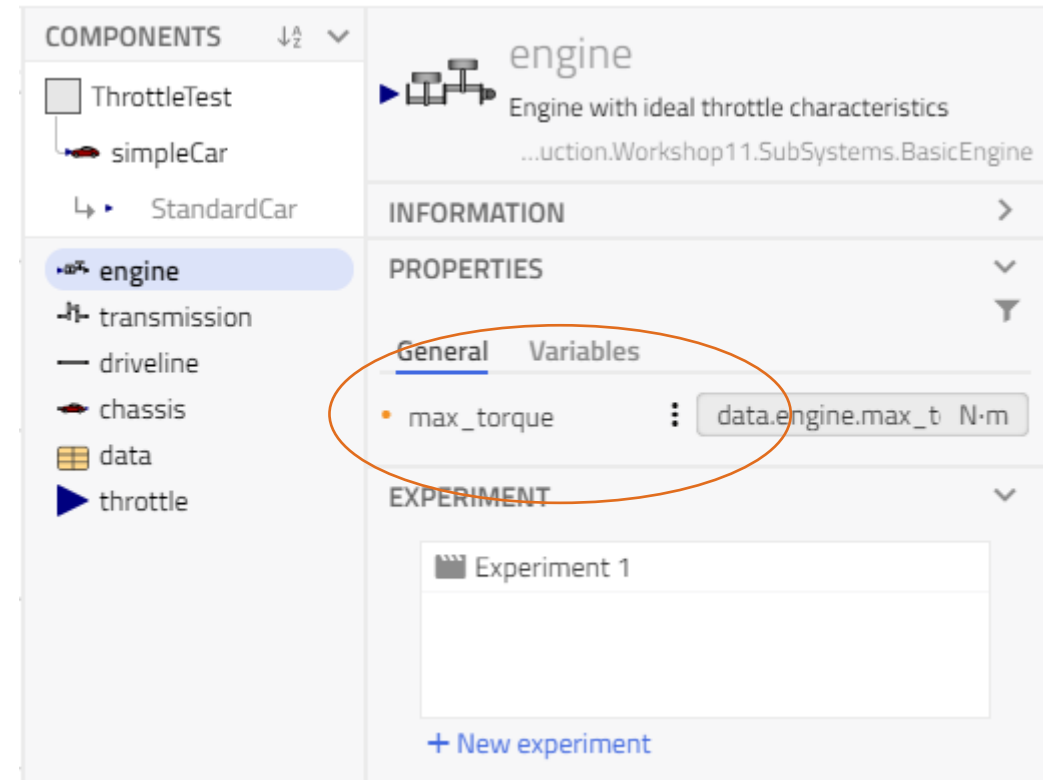 COMPONENTS
ThrottleTest
simpleCar
StandardCar
engine
transmission
driveline
chassis
data
throttle
engine
Engine with ideal throttle characteristics
...uction.Workshop11.SubSystems.BasicEngine
INFORMATION
PROPERTIES
General Variables
max_torque data.engine.max_t N·m
EXPERIMENT
Experiment 1
+ New experiment